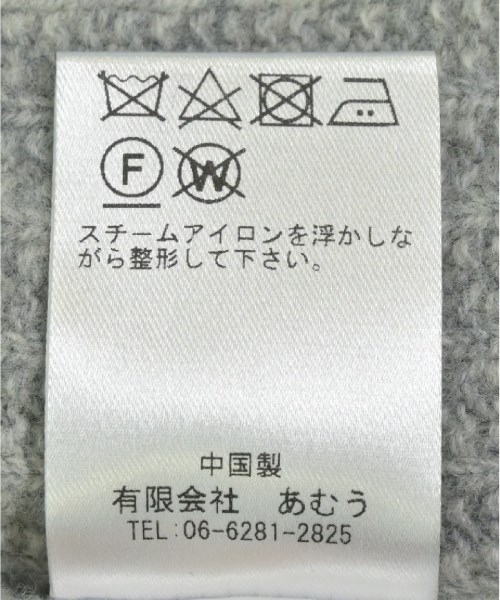 F W
スチームアイロンを浮かしな
がら整形して下さい。
中国製
有限会社 あむう
TEL:06-6281-2825